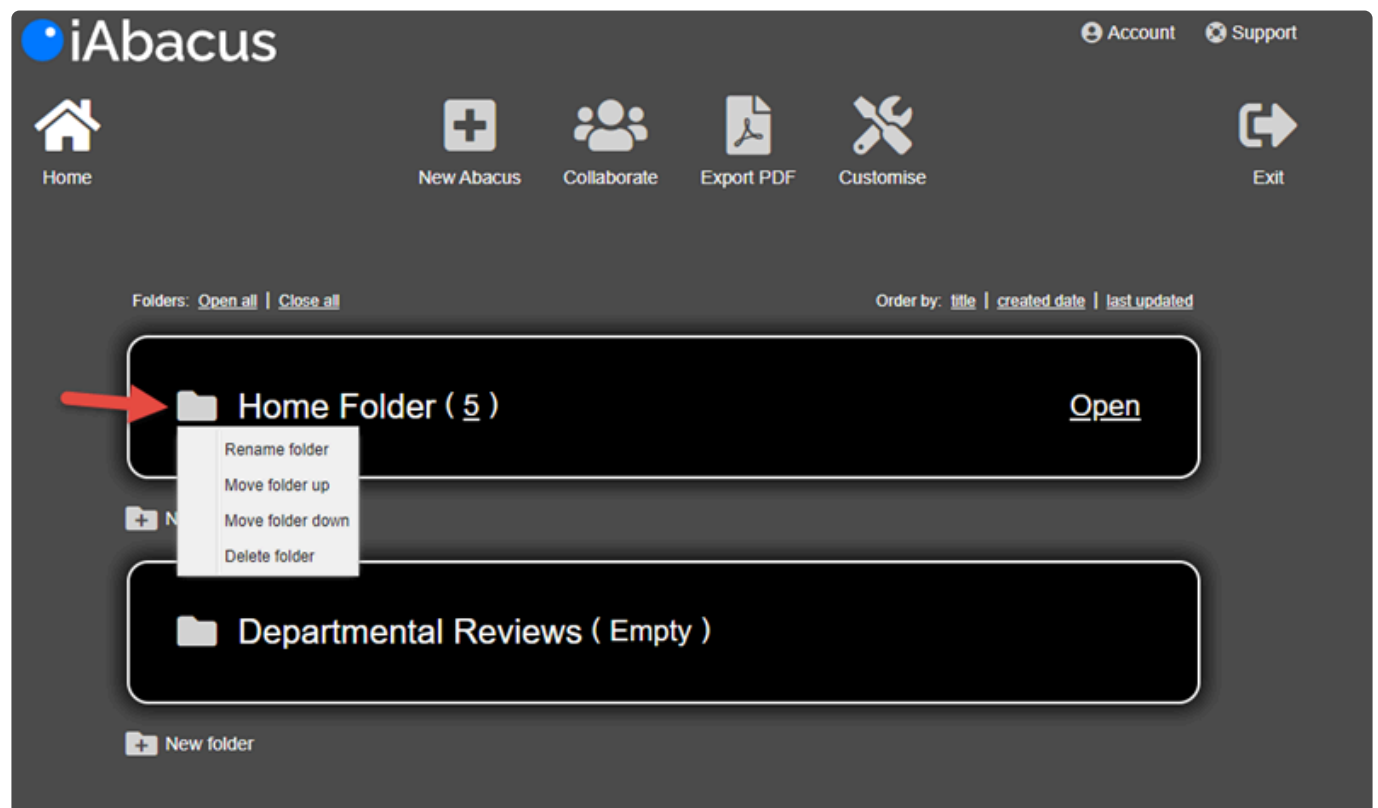 iAbacus
Account Support
Home New Abacus Collaborate Export PDF Customise Exit
Folders: Open all | Close all Order by: title | created date | last updated
Home Folder ( 5 ) Open
Rename folder
Move folder up
N Move folder down
Delete folder
Departmental Reviews ( Empty )
New folder